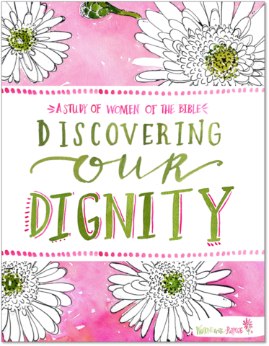 A STUDY OF WOMEN OF THE BIBLE
DISCOVERING
OUR
DIGNITY